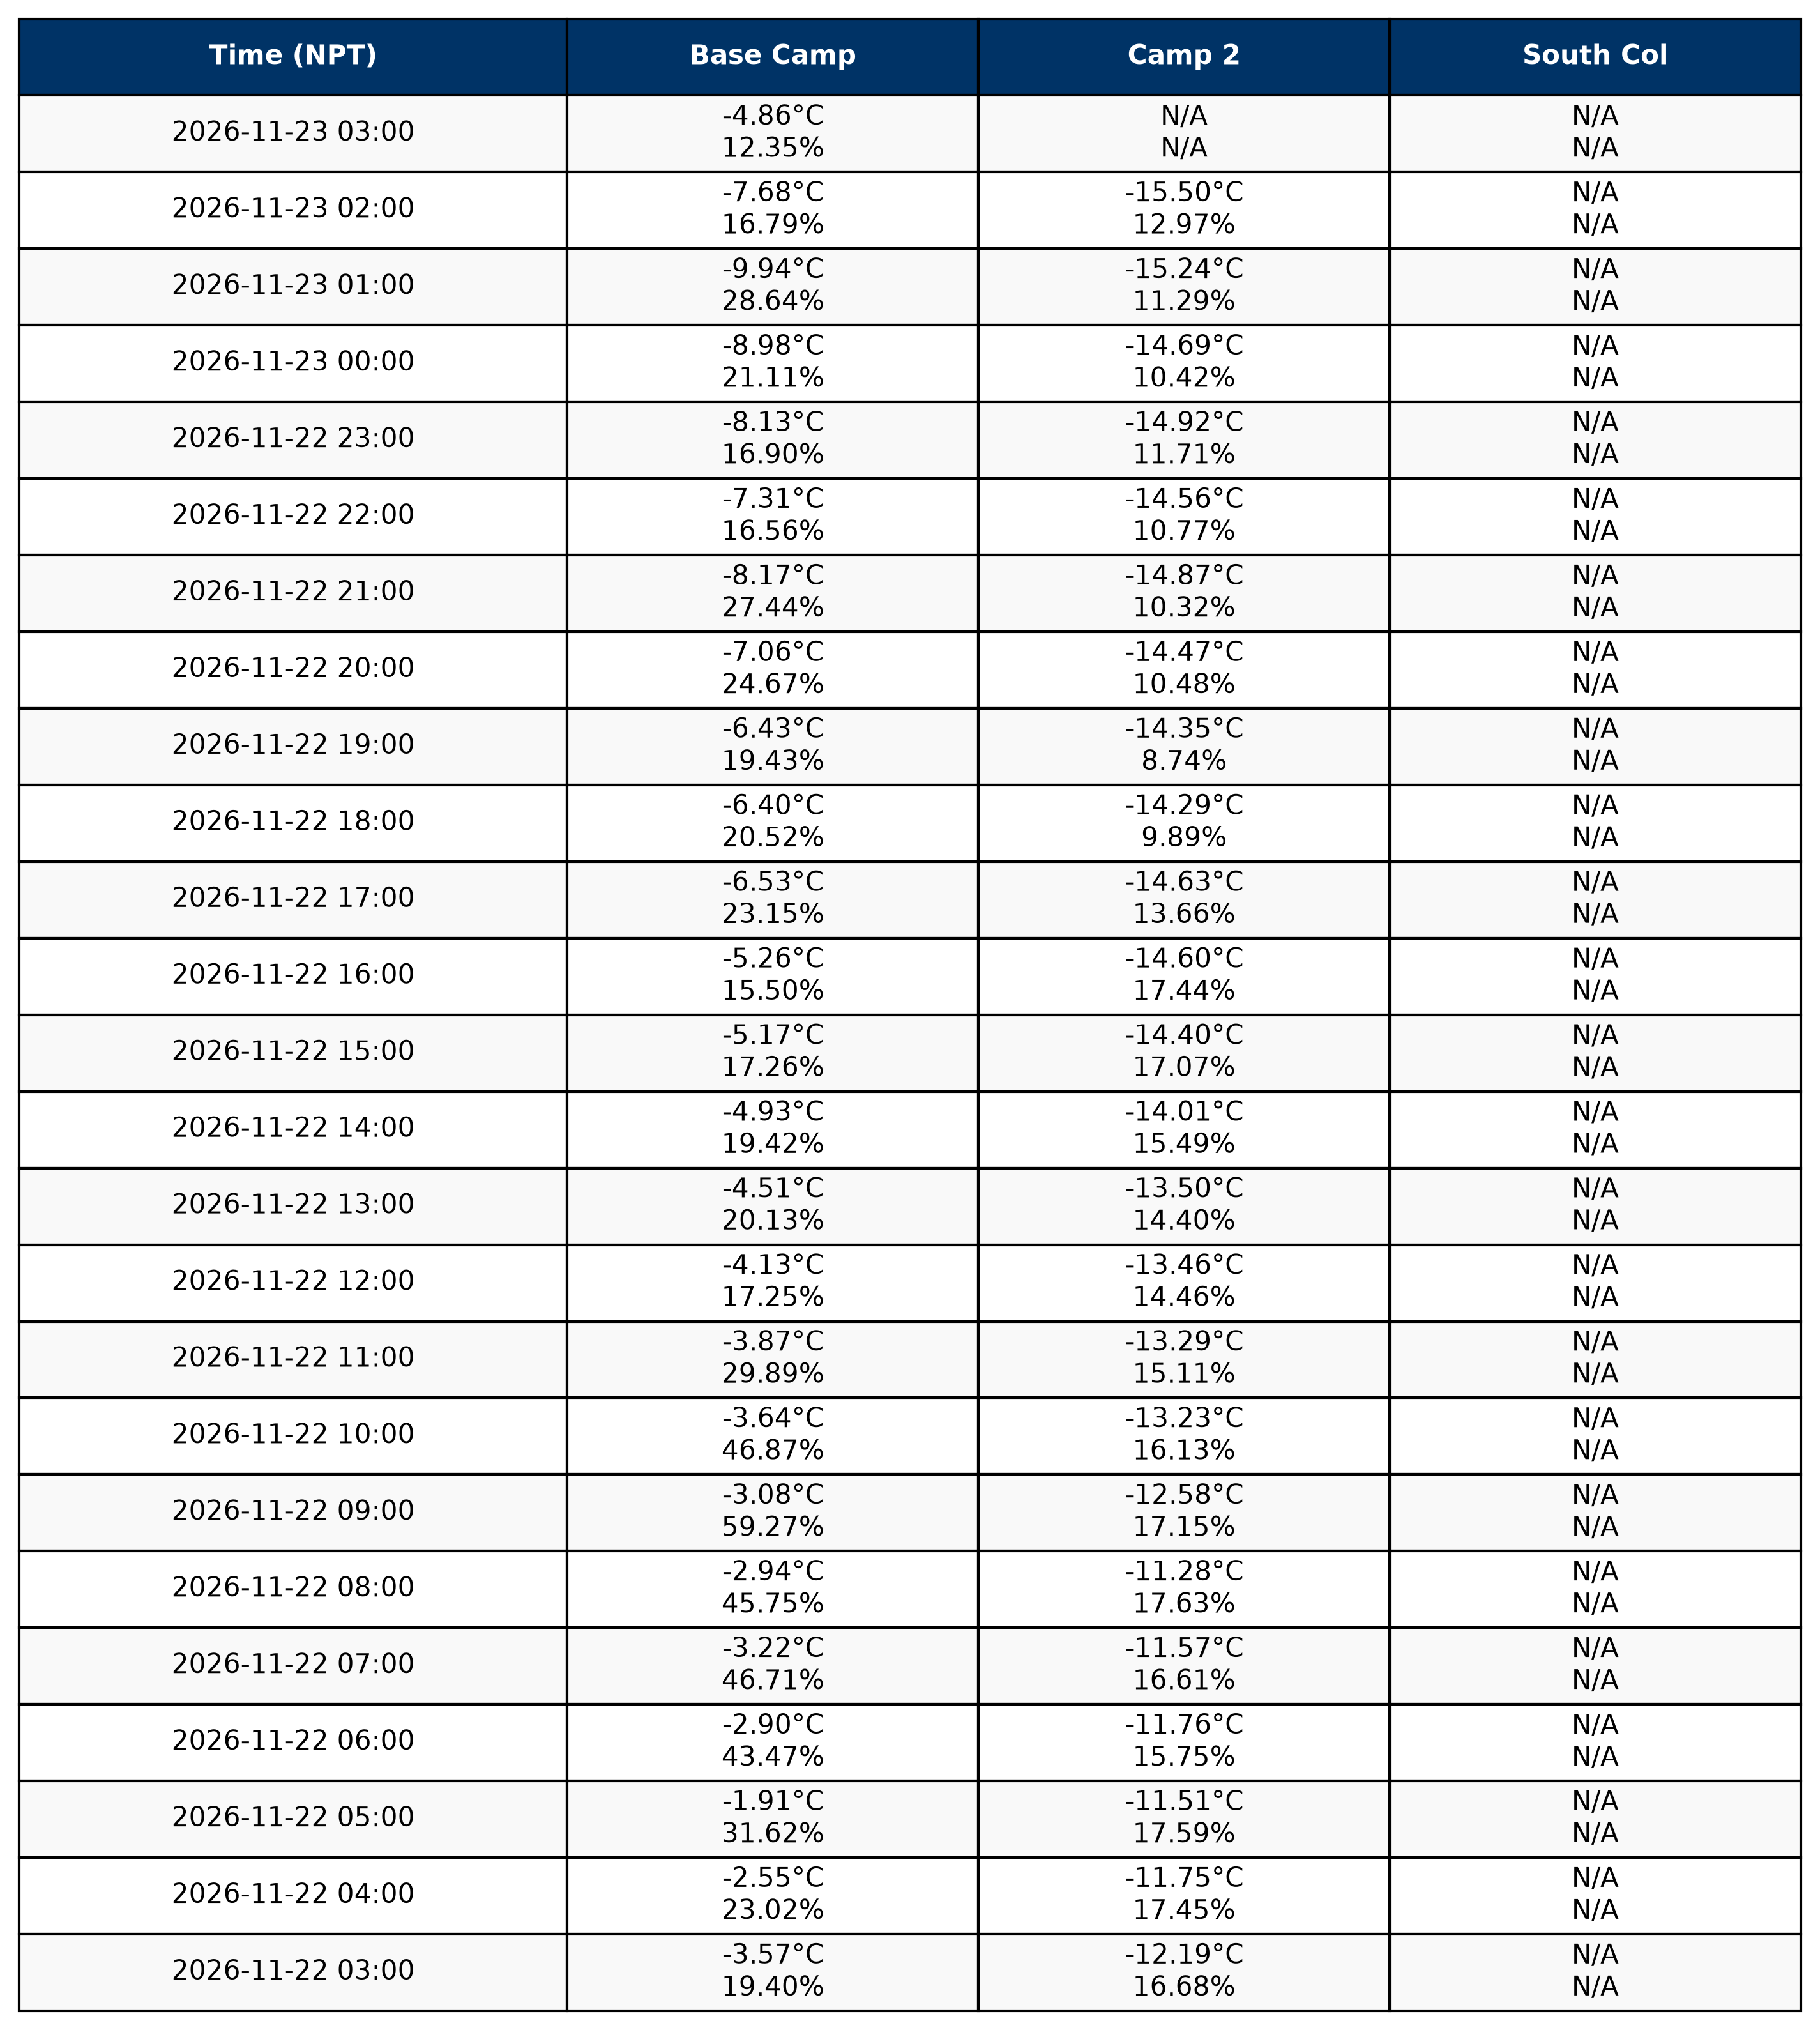 Time (NPT) Base Camp Camp 2 South Col
2026-11-23 03:00 -4.86°C 12.35% N/A N/A N/A N/A
2026-11-23 02:00 -7.68°C 16.79% -15.50°C 12.97% N/A N/A
2026-11-23 01:00 -9.94°C 28.64% -15.24°C 11.29% N/A N/A
2026-11-23 00:00 -8.98°C 21.11% -14.69°C 10.42% N/A N/A
2026-11-22 23:00 -8.13°C 16.90% -14.92°C 11.71% N/A N/A
2026-11-22 22:00 -7.31°C 16.56% -14.56°C 10.77% N/A N/A
2026-11-22 21:00 -8.17°C 27.44% -14.87°C 10.32% N/A N/A
2026-11-22 20:00 -7.06°C 24.67% -14.47°C 10.48% N/A N/A
2026-11-22 19:00 -6.43°C 19.43% -14.35°C 8.74% N/A N/A
2026-11-22 18:00 -6.40°C 20.52% -14.29°C 9.89% N/A N/A
2026-11-22 17:00 -6.53°C 23.15% -14.63°C 13.66% N/A N/A
2026-11-22 16:00 -5.26°C 15.50% -14.60°C 17.44% N/A N/A
2026-11-22 15:00 -5.17°C 17.26% -14.40°C 17.07% N/A N/A
2026-11-22 14:00 -4.93°C 19.42% -14.01°C 15.49% N/A N/A
2026-11-22 13:00 -4.51°C 20.13% -13.50°C 14.40% N/A N/A
2026-11-22 12:00 -4.13°C 17.25% -13.46°C 14.46% N/A N/A
2026-11-22 11:00 -3.87°C 29.89% -13.29°C 15.11% N/A N/A
2026-11-22 10:00 -3.64°C 46.87% -13.23°C 16.13% N/A N/A
2026-11-22 09:00 -3.08°C 59.27% -12.58°C 17.15% N/A N/A
2026-11-22 08:00 -2.94°C 45.75% -11.28°C 17.63% N/A N/A
2026-11-22 07:00 -3.22°C 46.71% -11.57°C 16.61% N/A N/A
2026-11-22 06:00 -2.90°C 43.47% -11.76°C 15.75% N/A N/A
2026-11-22 05:00 -1.91°C 31.62% -11.51°C 17.59% N/A N/A
2026-11-22 04:00 -2.55°C 23.02% -11.75°C 17.45% N/A N/A
2026-11-22 03:00 -3.57°C 19.40% -12.19°C 16.68% N/A N/A